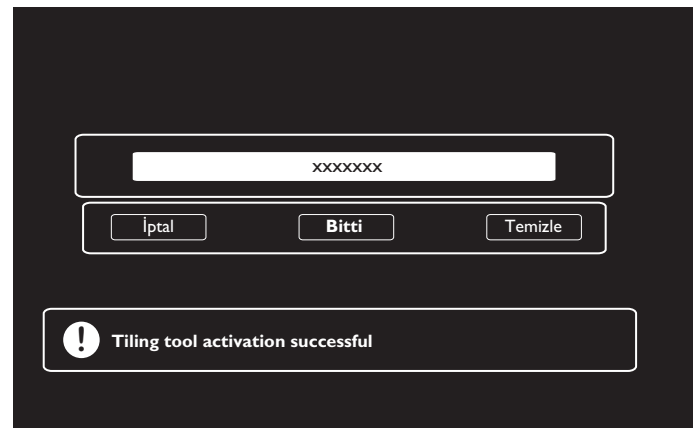 xxxxxxx
İptal Bitti Temizle
! Tiling tool activation successful